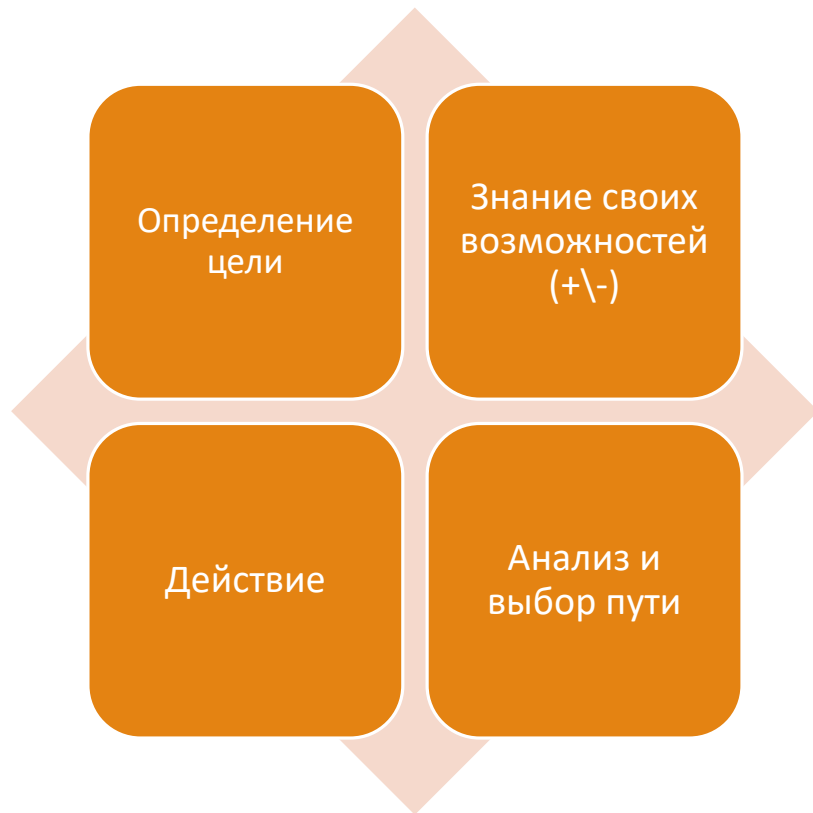 Определение
цели
Знание своих
возможностей
(+\-)
Действие
Анализ и
выбор пути